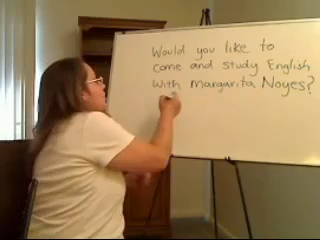 Would you like to
come and study English
with margarita Noyes?